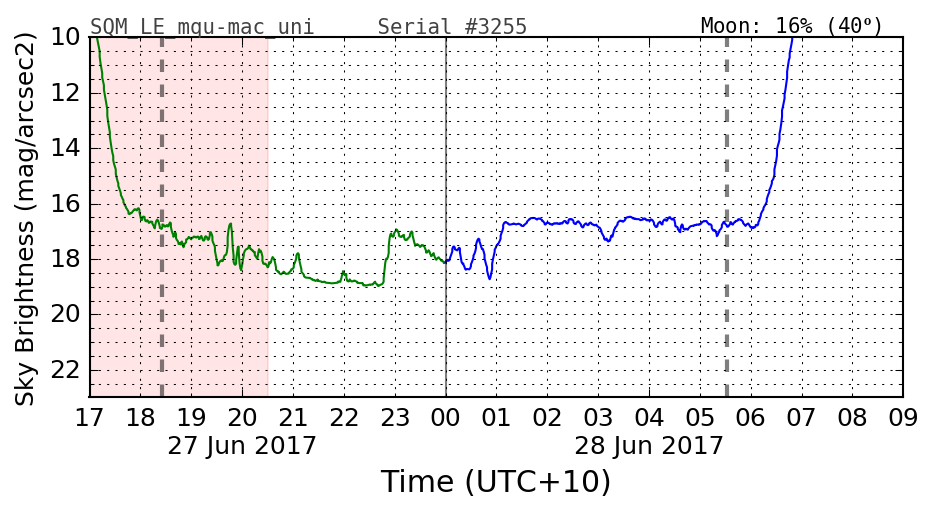 SQM_LE_mqu-mac_uni Serial #3255 Moon: 16% (40°)
10
12
14
16
18
20
22
Sky Brightness (mag/arcsec2)
17 18 19 20 21 22 23 00 01 02 03 04 05 06 07 08 09
27 Jun 2017 28 Jun 2017
Time (UTC+10)